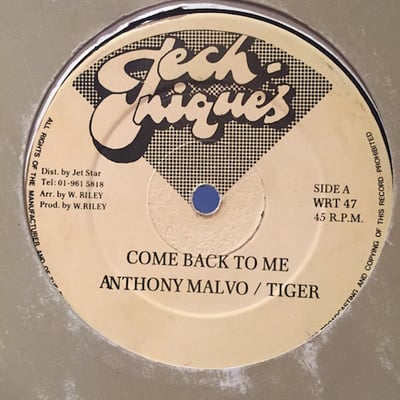 Tech-
niques
Dist. by Jet Star
Tel: 01-961 5818
Arr. by W. RILEY
Prod. by W.RILEY
SIDE A
WRT 47
45 R.P.M.
COME BACK TO ME
ANTHONY MALVO / TIGER
ALL RIGHTS OF THE MANUFACTURER AND OF THE
BROADCASTING AND COPYING OF THIS RECORD PROHIBITED